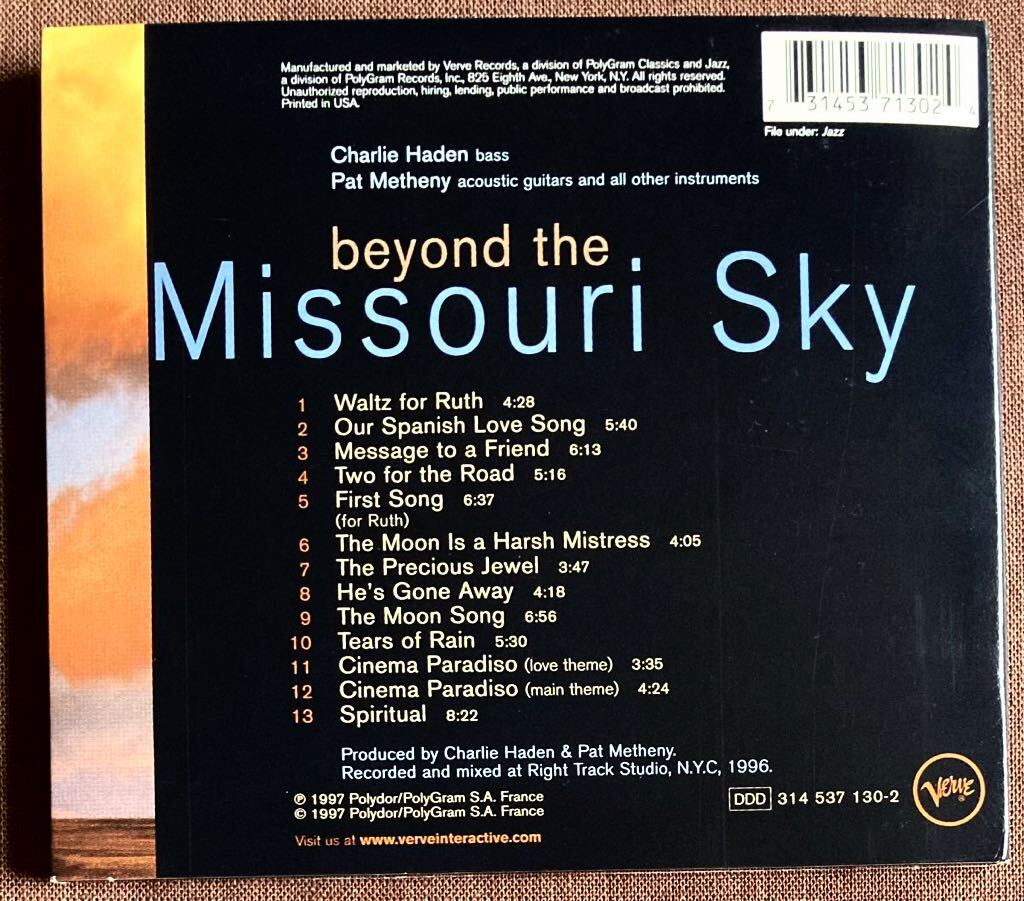 Manufactured and marketed by Verve Records, a division of PolyGram Classics and Jazz,
a division of PolyGram Records, Inc., 825 Eighth Ave., New York, N.Y. All rights reserved.
Unauthorized reproduction, hiring, lending, public performance and broadcast prohibited.
Printed in USA.
7 31453 71302 4
File under: Jazz
Charlie Haden bass
Pat Metheny acoustic guitars and all other instruments
beyond the
Missouri Sky
1 Waltz for Ruth 4:28
2 Our Spanish Love Song 5:40
3 Message to a Friend 6:13
4 Two for the Road 5:16
5 First Song 6:37
(for Ruth)
6 The Moon Is a Harsh Mistress 4:05
7 The Precious Jewel 3:47
8 He's Gone Away 4:18
9 The Moon Song 6:56
10 Tears of Rain 5:30
11 Cinema Paradiso (love theme) 3:35
12 Cinema Paradiso (main theme) 4:24
13 Spiritual 8:22
Produced by Charlie Haden & Pat Metheny.
Recorded and mixed at Right Track Studio, N.Y.C, 1996.
℗ 1997 Polydor/PolyGram S.A. France
© 1997 Polydor/PolyGram S.A. France
DDD 314 537 130-2
Verve®
Visit us at www.verveinteractive.com